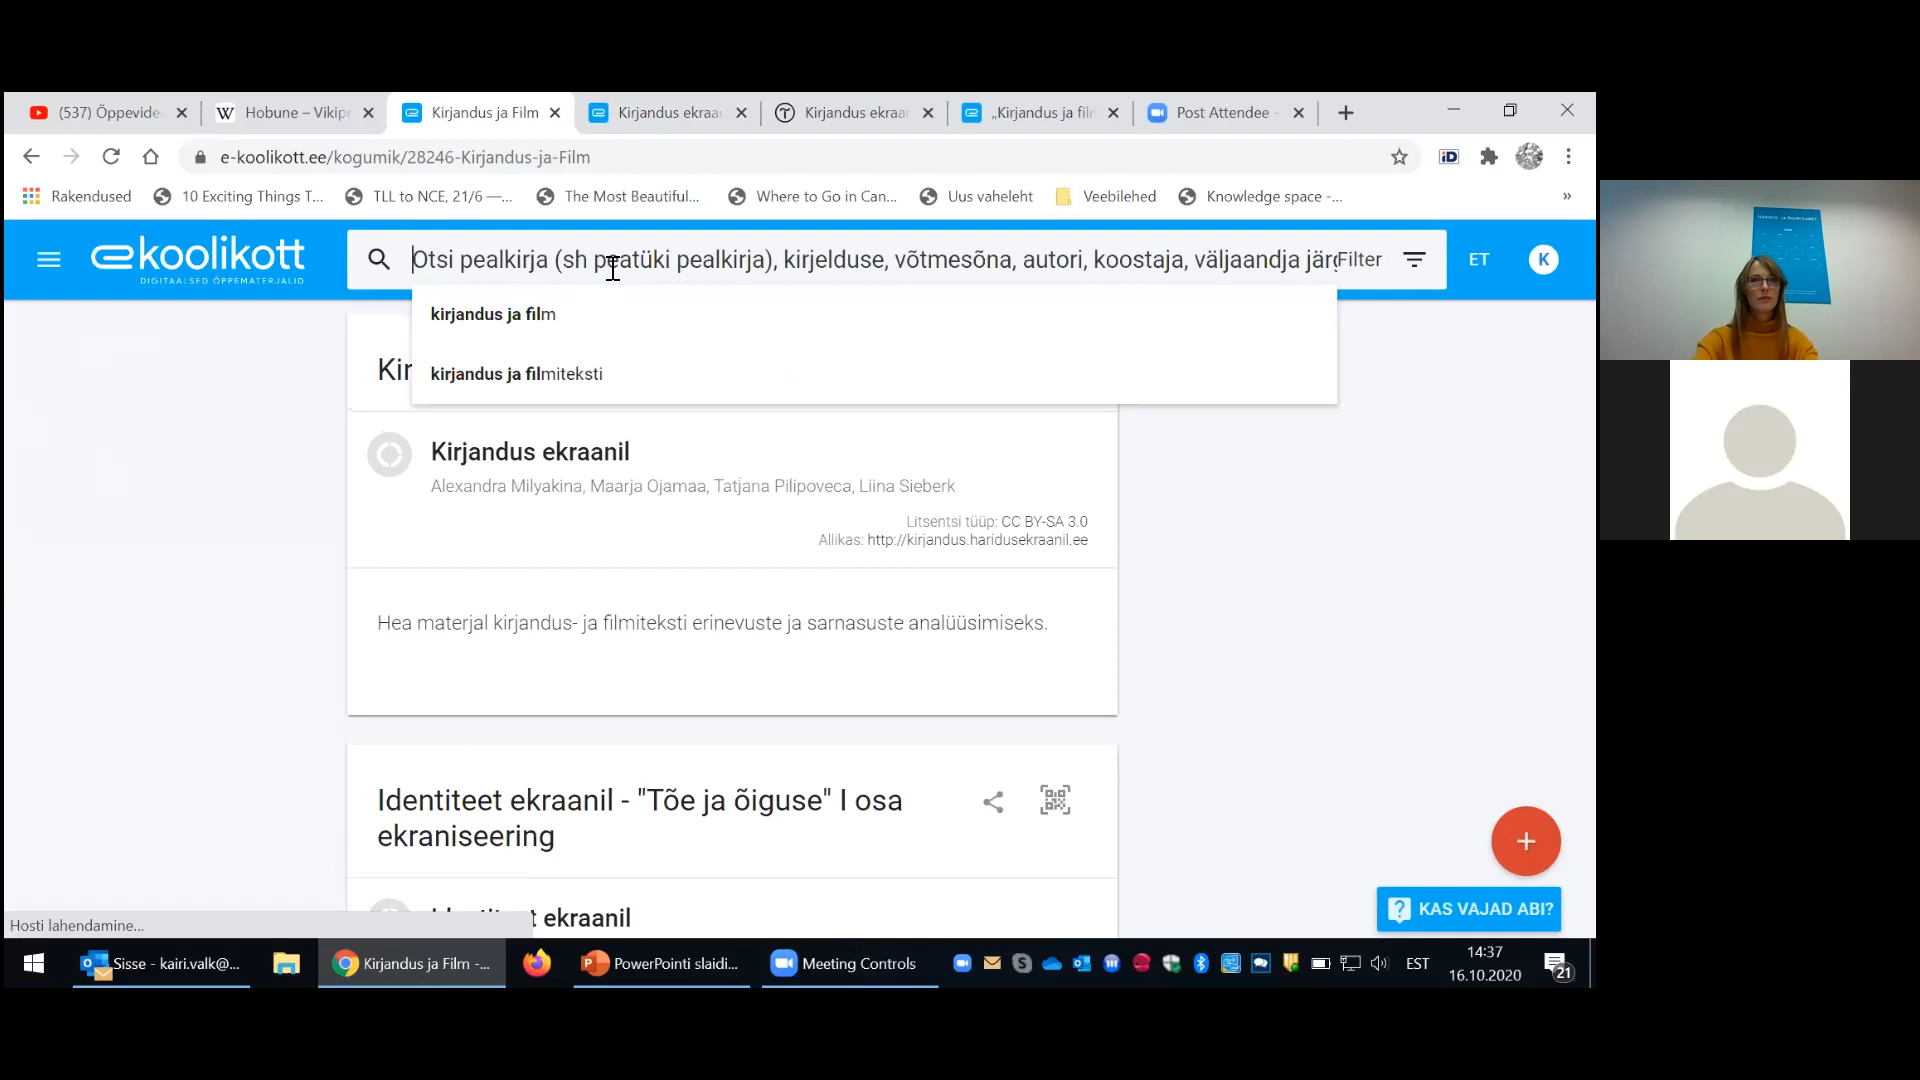 (537) Õppevide
Hobune – Vikip
Kirjandus ja Film
Kirjandus ekraa
Kirjandus ekraar
„Kirjandus ja fil
Post Attendee -
e-koolikott.ee/kogumik/28246-Kirjandus-ja-Film
iD
Rakendused
10 Exciting Things T...
TLL to NCE, 21/6 —...
The Most Beautiful...
Where to Go in Can...
Uus vaheleht
Veebilehed
Knowledge space -...
»
koolikott
DIGITAALSED ÕPPEMATERJALID
Otsi pealkirja (sh peatüki pealkirja), kirjelduse, võtmesõna, autori, koostaja, väljaandja järg
Filter
ET
K
kirjandus ja film
kirjandus ja filmiteksti
Kir
Kirjandus ekraanil
Alexandra Milyakina, Maarja Ojamaa, Tatjana Pilipoveca, Liina Sieberk
Litsentsi tüüp: CC BY-SA 3.0
Allikas: http://kirjandus.haridusekraanil.ee
Hea materjal kirjandus- ja filmiteksti erinevuste ja sarnasuste analüüsimiseks.
Identiteet ekraanil - "Tõe ja õiguse" I osa
ekraniseering
ekraanil
KAS VAJAD ABI?
Hosti lahendamine...
Sisse - kairi.valk@...
Kirjandus ja Film -...
PowerPointi slaidi...
Meeting Controls
EST
14:37
16.10.2020
21
HARIDUS- JA NOORTEAMET